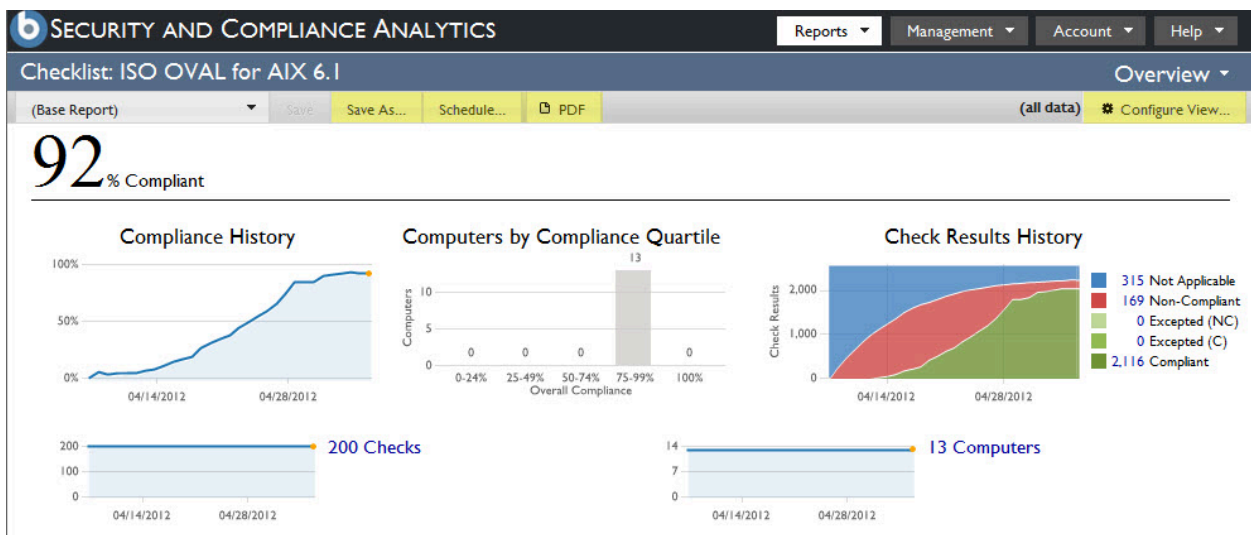 b SECURITY AND COMPLIANCE ANALYTICS
Reports Management Account Help
Checklist: ISO OVAL for AIX 6.1
Overview
(Base Report) Save Save As... Schedule... PDF (all data) Configure View...
92% Compliant
Compliance History
100%
50%
0%
04/14/2012 04/28/2012
Computers by Compliance Quartile
13
Computers
10
5
0
0 0 0 0
0-24% 25-49% 50-74% 75-99% 100%
Overall Compliance
Check Results History
Check Results
2,000
1,000
0
04/14/2012 04/28/2012
315 Not Applicable
169 Non-Compliant
0 Excepted (NC)
0 Excepted (C)
2,116 Compliant
200
100
0
04/14/2012 04/28/2012
200 Checks
14
7
0
04/14/2012 04/28/2012
13 Computers